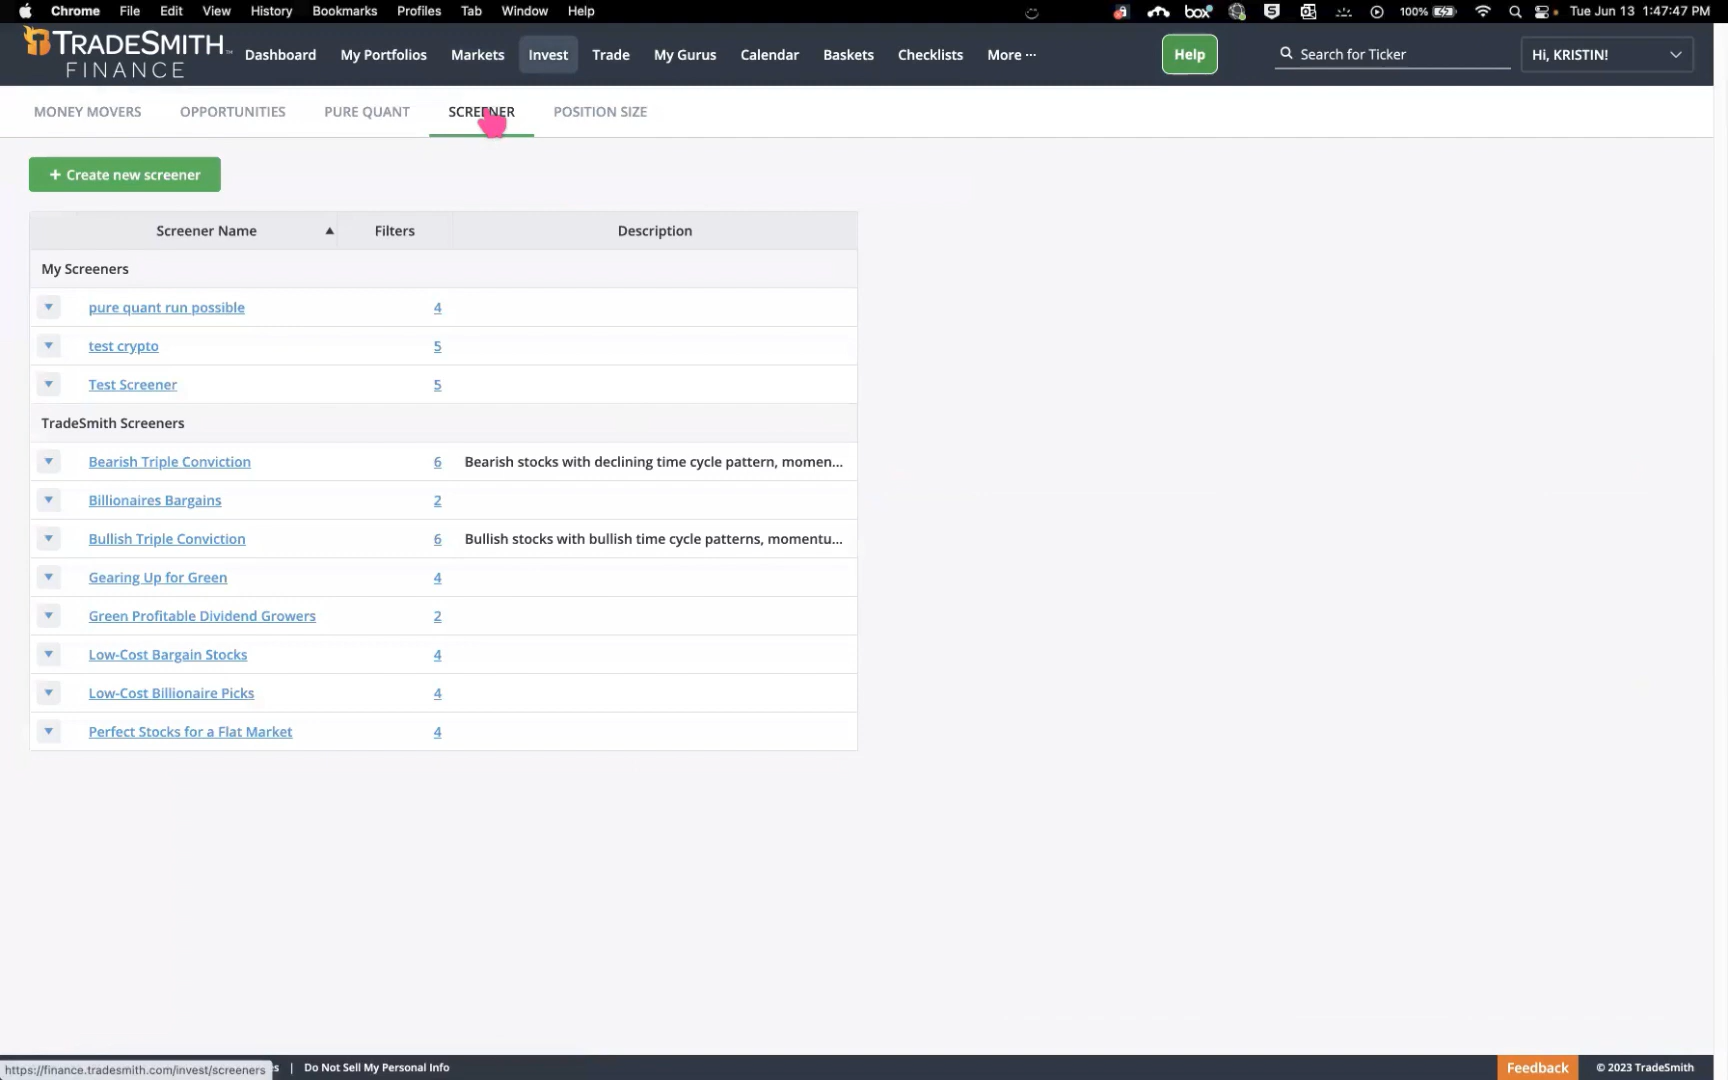 Chrome File Edit View History Bookmarks Profiles Tab Window Help box 100% Tue Jun 13 1:47:47 PM
TRADESMITH™
FINANCE
Dashboard My Portfolios Markets Invest Trade My Gurus Calendar Baskets Checklists More ··· Help Search for Ticker Hi, KRISTIN!
MONEY MOVERS OPPORTUNITIES PURE QUANT SCREENER POSITION SIZE
+ Create new screener
Screener Name Filters Description
My Screeners
pure quant run possible 4
test crypto 5
Test Screener 5
TradeSmith Screeners
Bearish Triple Conviction 6 Bearish stocks with declining time cycle pattern, momen...
Billionaires Bargains 2
Bullish Triple Conviction 6 Bullish stocks with bullish time cycle patterns, momentu...
Gearing Up for Green 4
Green Profitable Dividend Growers 2
Low-Cost Bargain Stocks 4
Low-Cost Billionaire Picks 4
Perfect Stocks for a Flat Market 4
https://finance.tradesmith.com/invest/screeners | Do Not Sell My Personal Info Feedback © 2023 TradeSmith